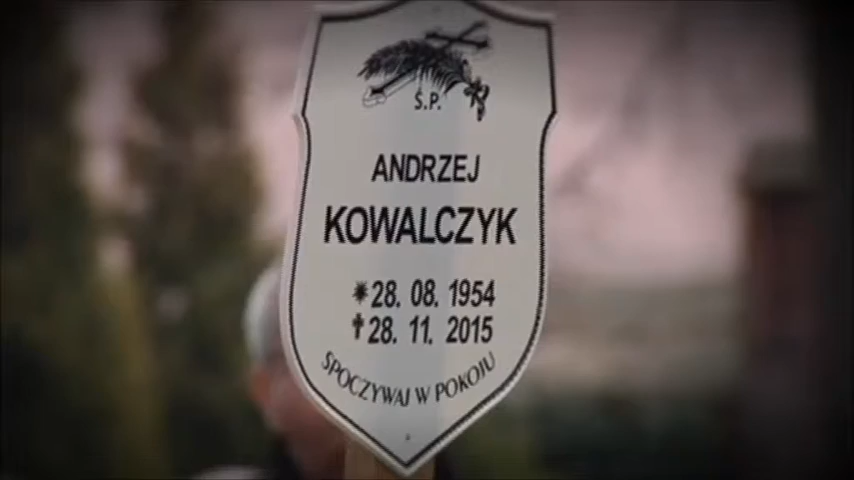 Ś.P.
ANDRZEJ
KOWALCZYK
28. 08. 1954
28. 11. 2015
SPOCZYWAJ W POKOJU